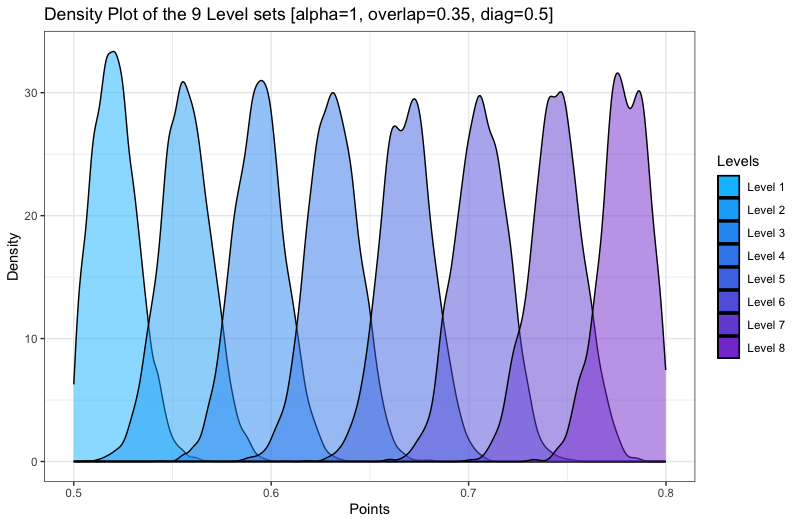 Density Plot of the 9 Level sets [alpha=1, overlap=0.35, diag=0.5]
Density
30
20
10
0
0.5 0.6 0.7 0.8
Points
Levels
Level 1
Level 2
Level 3
Level 4
Level 5
Level 6
Level 7
Level 8